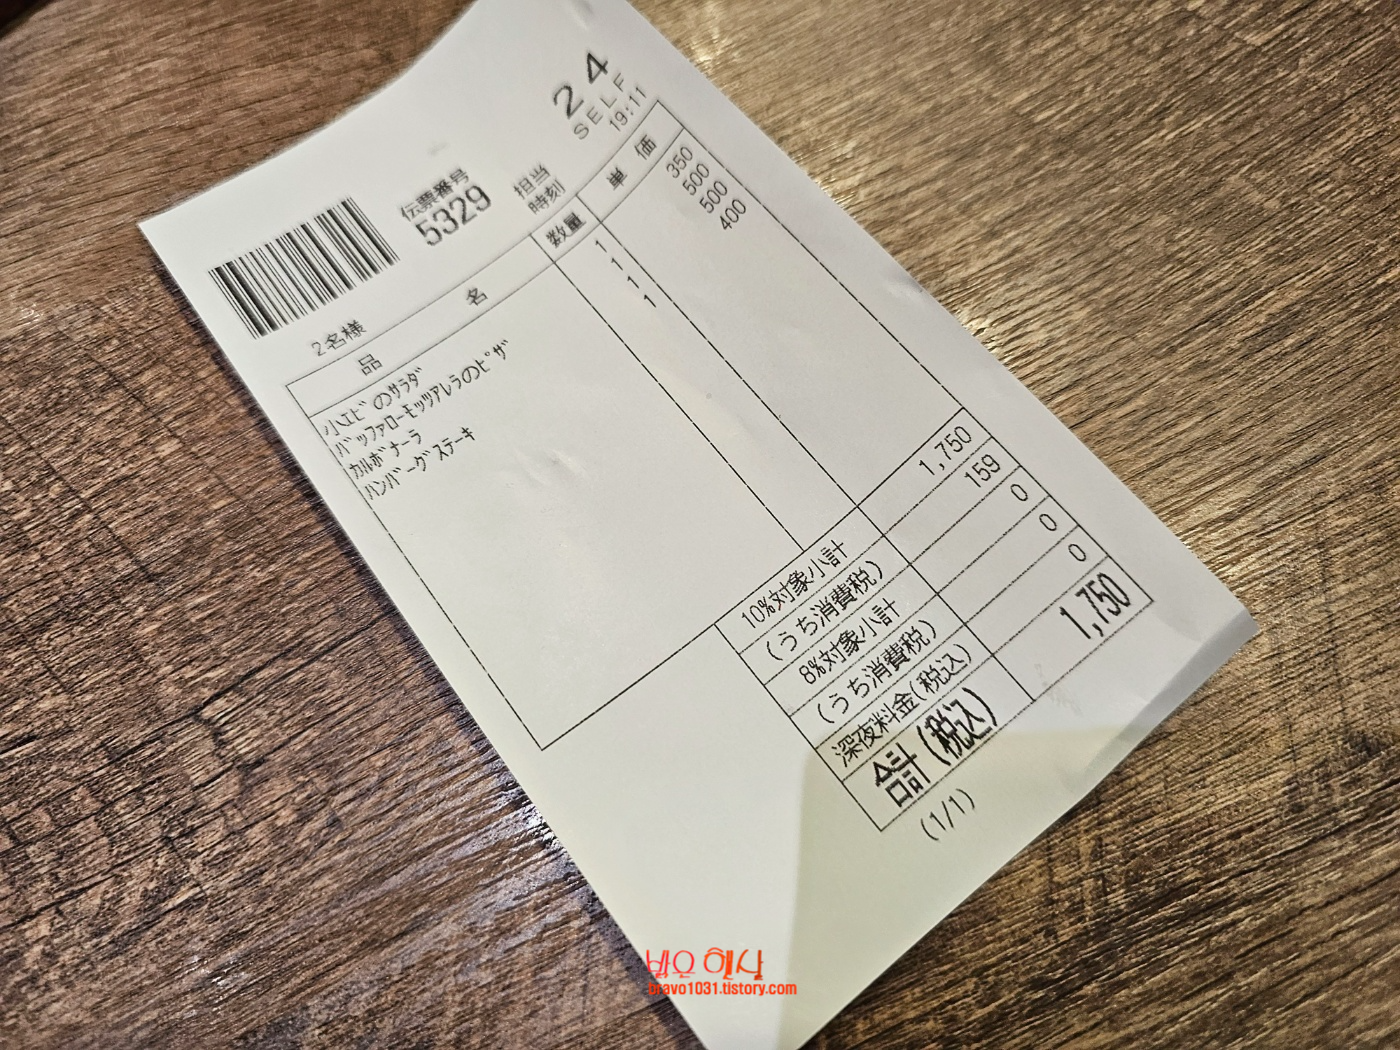 24
伝票番号 担当 SELF
5329 時刻 19:11
2名様
品名 数量 単価
小エビのサラダ 1 350
バッファローモッツァレラのピザ 1 500
カルボナーラ 1 500
ハンバーグステーキ 1 400
10%対象小計 1,750
(うち消費税) 159
8%対象小計 0
(うち消費税) 0
深夜料金(税込) 0
合計(税込) 1,750
(1/1)
bravo1031.tistory.com